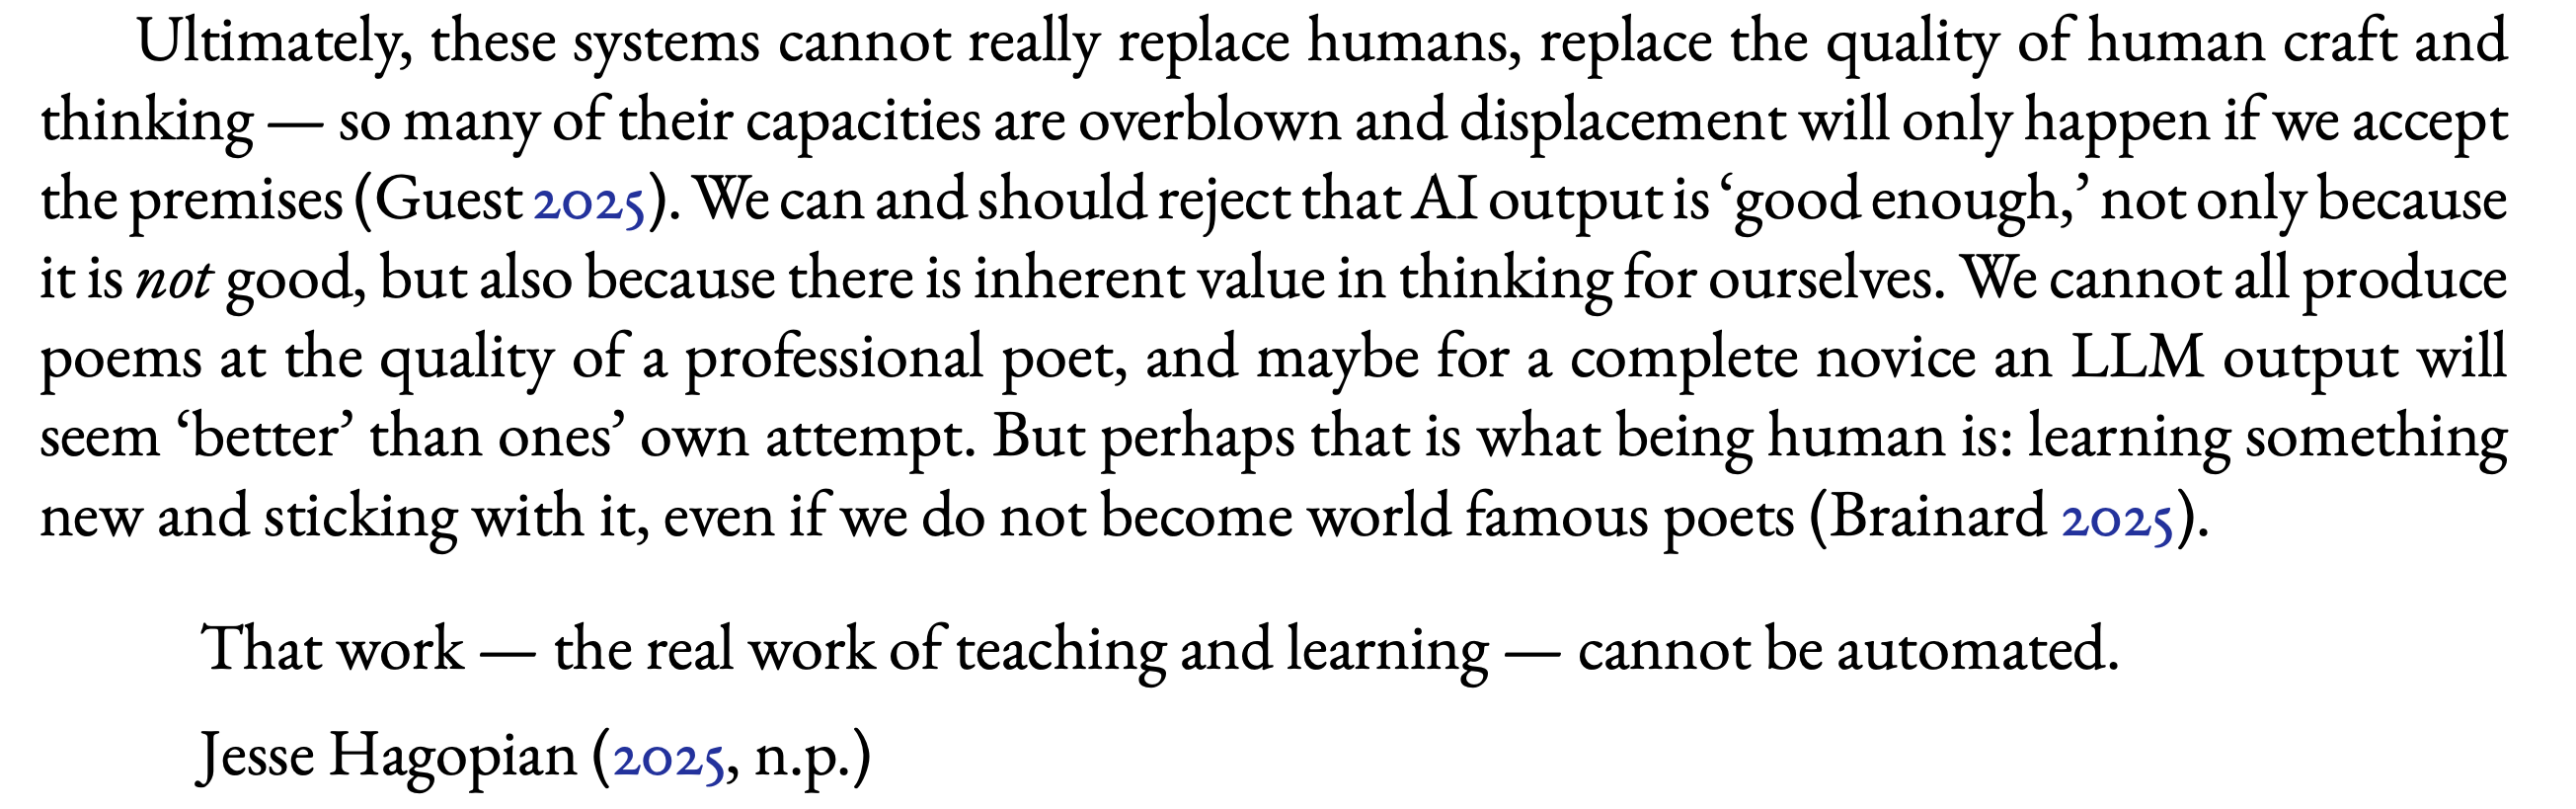 Ultimately, these systems cannot really replace humans, replace the quality of human craft and
thinking — so many of their capacities are overblown and displacement will only happen if we accept
the premises (Guest 2025). We can and should reject that AI output is ‘good enough,’ not only because
it is not good, but also because there is inherent value in thinking for ourselves. We cannot all produce
poems at the quality of a professional poet, and maybe for a complete novice an LLM output will
seem ‘better’ than ones’ own attempt. But perhaps that is what being human is: learning something
new and sticking with it, even if we do not become world famous poets (Brainard 2025).
That work — the real work of teaching and learning — cannot be automated.
Jesse Hagopian (2025, n.p.)